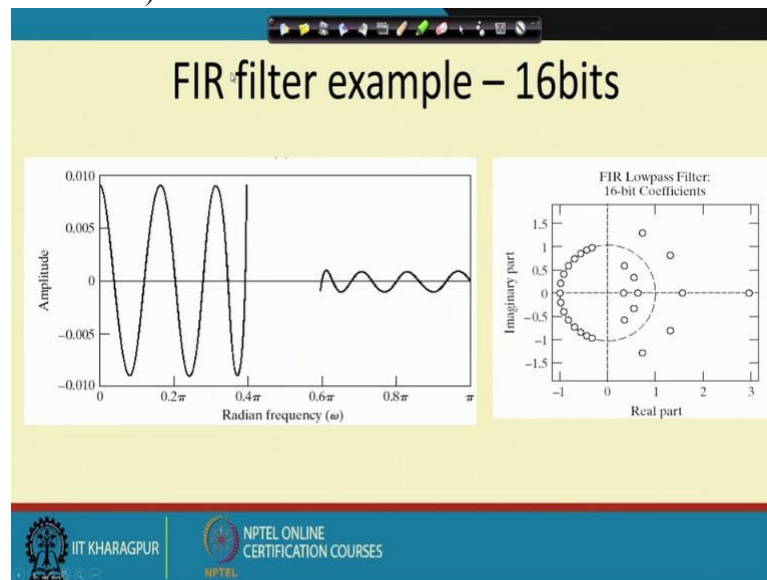 )
FIR filter example – 16bits
0.010
0.005
0
−0.005
−0.010
Amplitude
0
0.2π
0.4π
0.6π
0.8π
π
Radian frequency (ω)
FIR Lowpass Filter:
16-bit Coefficients
1.5
1
0.5
0
−0.5
−1
−1.5
Imaginary part
−1
0
1
2
3
Real part
IIT KHARAGPUR
NPTEL
NPTEL ONLINE
CERTIFICATION COURSES